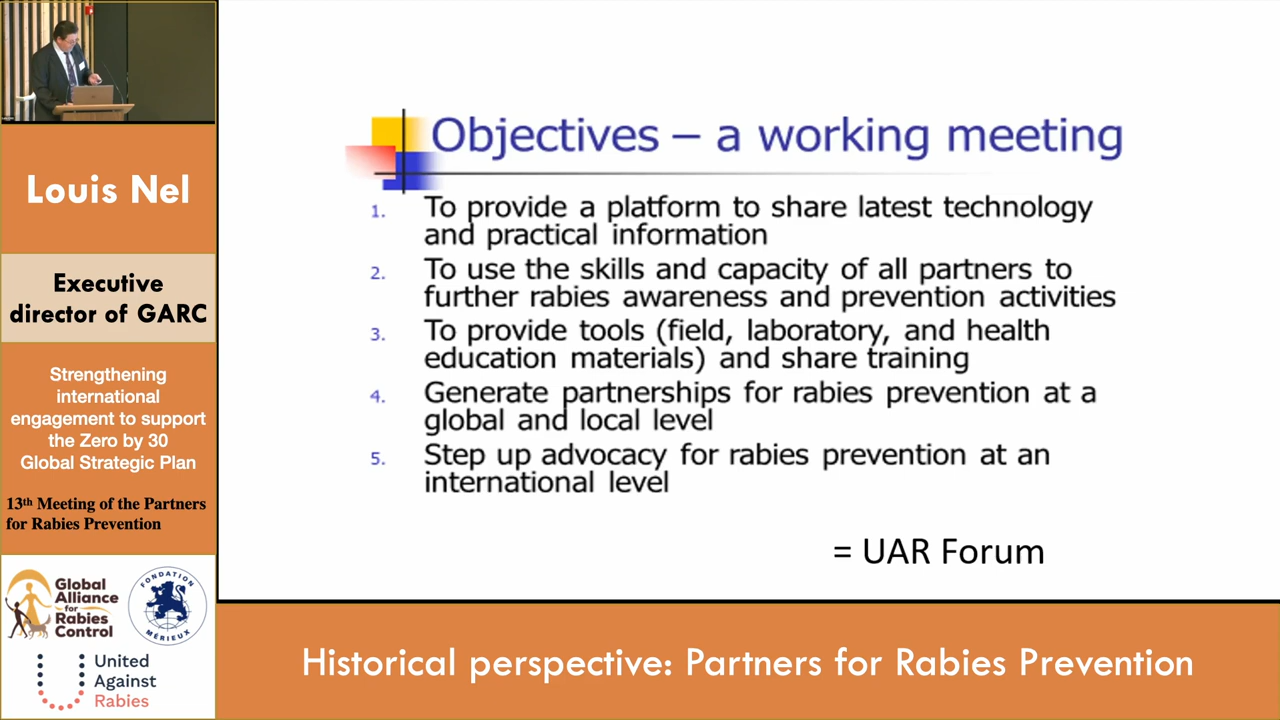 Louis Nel
Executive
director of GARC
Strengthening
international
engagement to support
the Zero by 30
Global Strategic Plan
13th Meeting of the Partners
for Rabies Prevention
Global
Alliance
for
Rabies
Control
FONDATION
MÉRIEUX
United
Against
Rabies
Objectives – a working meeting
1. To provide a platform to share latest technology
and practical information
2. To use the skills and capacity of all partners to
further rabies awareness and prevention activities
3. To provide tools (field, laboratory, and health
education materials) and share training
4. Generate partnerships for rabies prevention at a
global and local level
5. Step up advocacy for rabies prevention at an
international level
= UAR Forum
Historical perspective: Partners for Rabies Prevention